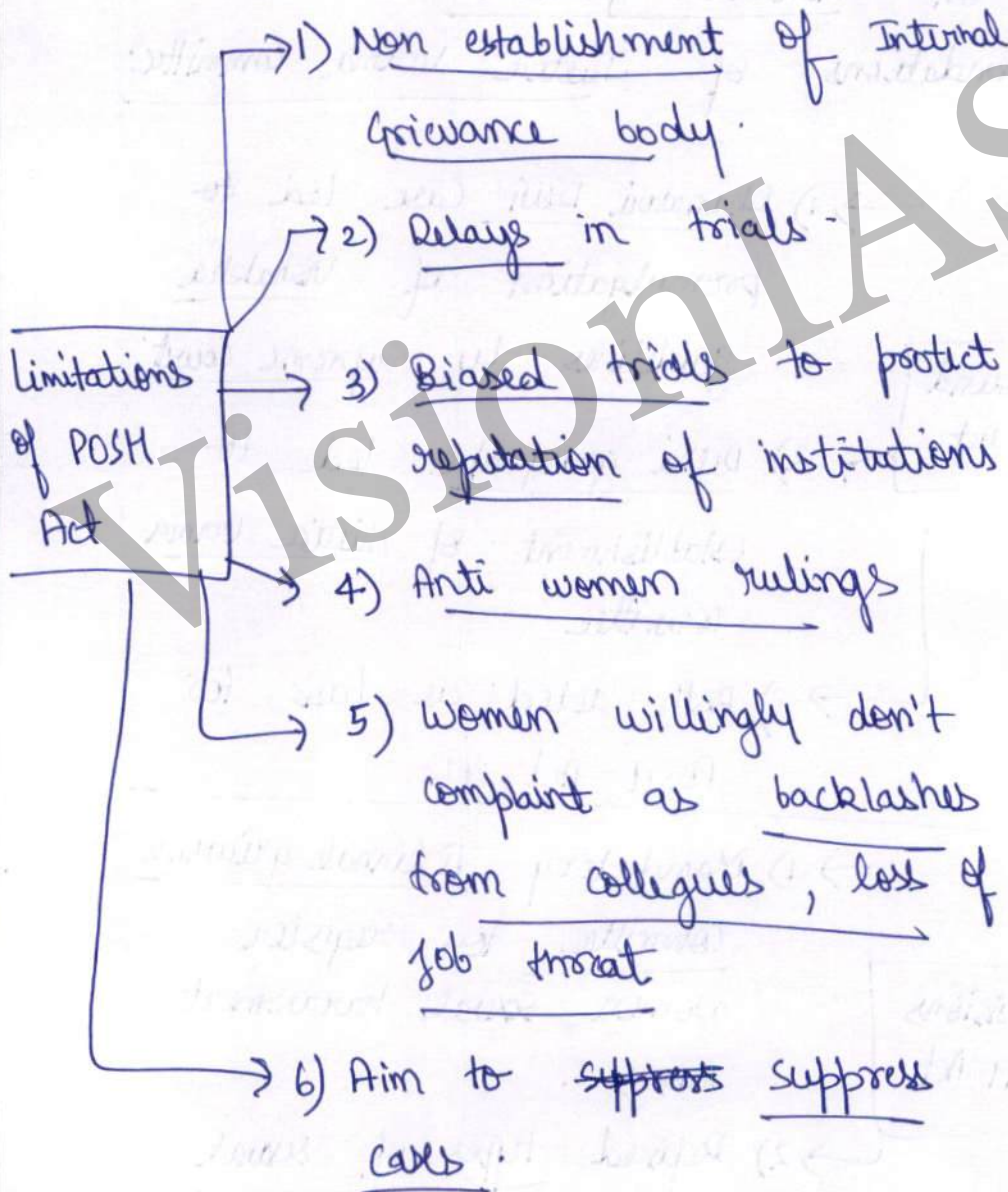 1) Non establishment of Internal
Grievance body.
2) Delays in trials.
Limitations
of POSH
Act
3) Biased trials to protect
reputation of institutions
4) Anti women rulings
5) women willingly don't
complaint as backlashes
from collegues, loss of
job threat
6) Aim to suppress suppress
cases.
VisionIAS